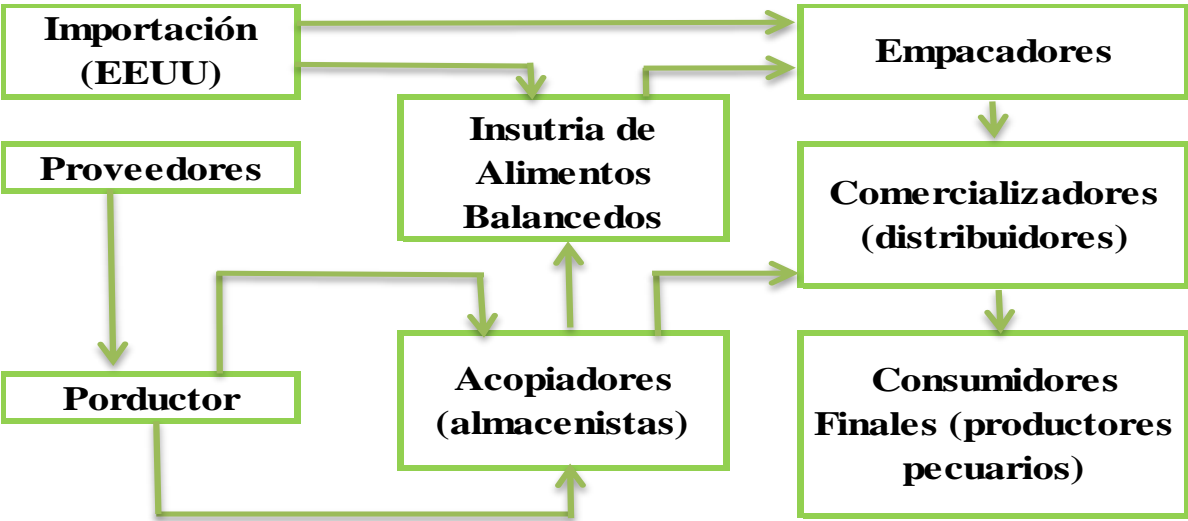 Importación
(EEUU)
Proveedores
Porductor
Insutria de
Alimentos
Balancedos
Acopiadores
(almacenistas)
Empacadores
Comercializadores
(distribuidores)
Consumidores
Finales (productores
pecuarios)